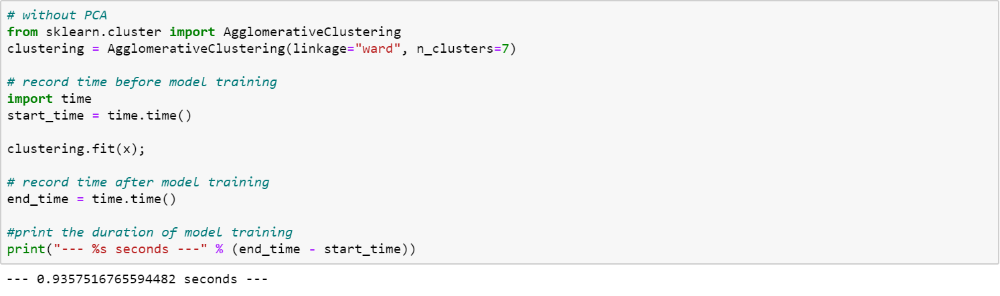 # without PCA
from sklearn.cluster import AgglomerativeClustering
clustering = AgglomerativeClustering(linkage="ward", n_clusters=7)
# record time before model training
import time
start_time = time.time()
clustering.fit(x);
# record time after model training
end_time = time.time()
#print the duration of model training
print("--- %s seconds ---" % (end_time - start_time))
--- 0.9357516765594482 seconds ---